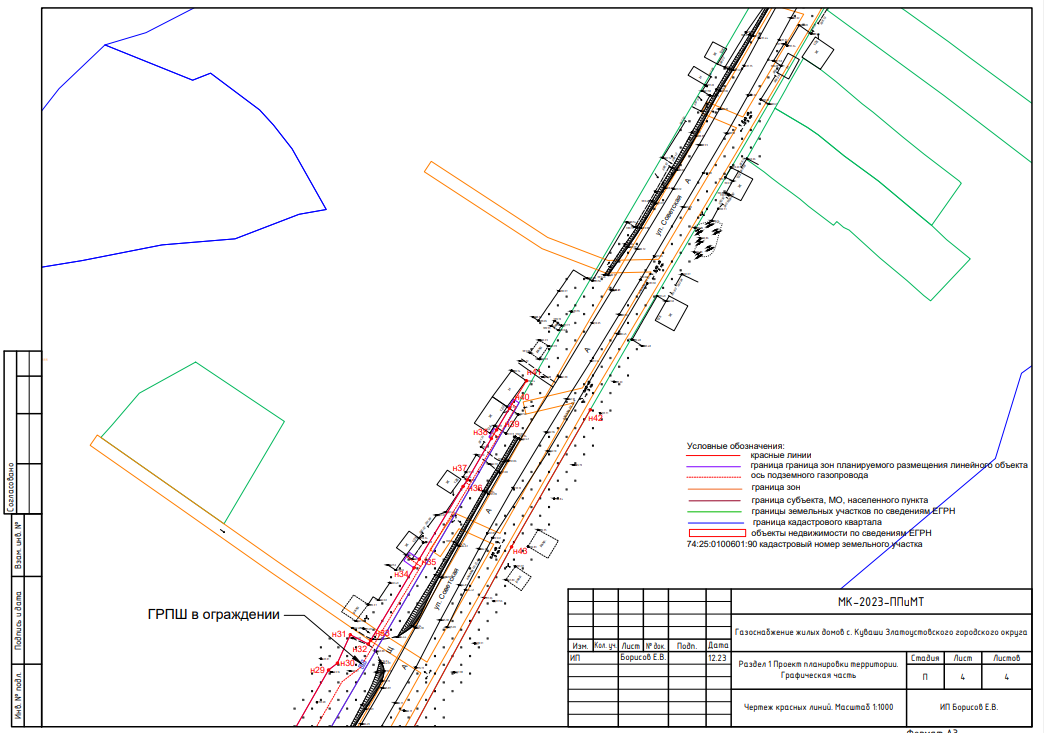 ул. Советская
А
А
н41
н40
н39
н38
н42
н37
н36
А
н35
н34
н43
ул. Советская
ГРПШ в ограждении
н31
н33
н32
Щ
н30
н29
А
Условные обозначения:
красные линии
граница граница зон планируемого размещения линейного объекта
ось подземного газопровода
граница зон
граница субъекта, МО, населенного пункта
границы земельных участков по сведениям ЕГРН
граница кадастрового квартала
объекты недвижимости по сведениям ЕГРН
74:25:0100601:90 кадастровый номер земельного участка
Согласовано
Взам. инв. №
Подпись и дата
Инв. № подл.
МК-2023-ППиМТ
Газоснабжение жилых домов с. Куваши Златоустовского городского округа
Изм. Кол. уч. Лист № док. Подп. Дата
ИП Борисов Е.В. 12.23
Раздел 1 Проект планировки территории.
Графическая часть
Стадия Лист Листов
П 4 4
Чертеж красных линий. Масштаб 1:1000
ИП Борисов Е.В.
Формат А3